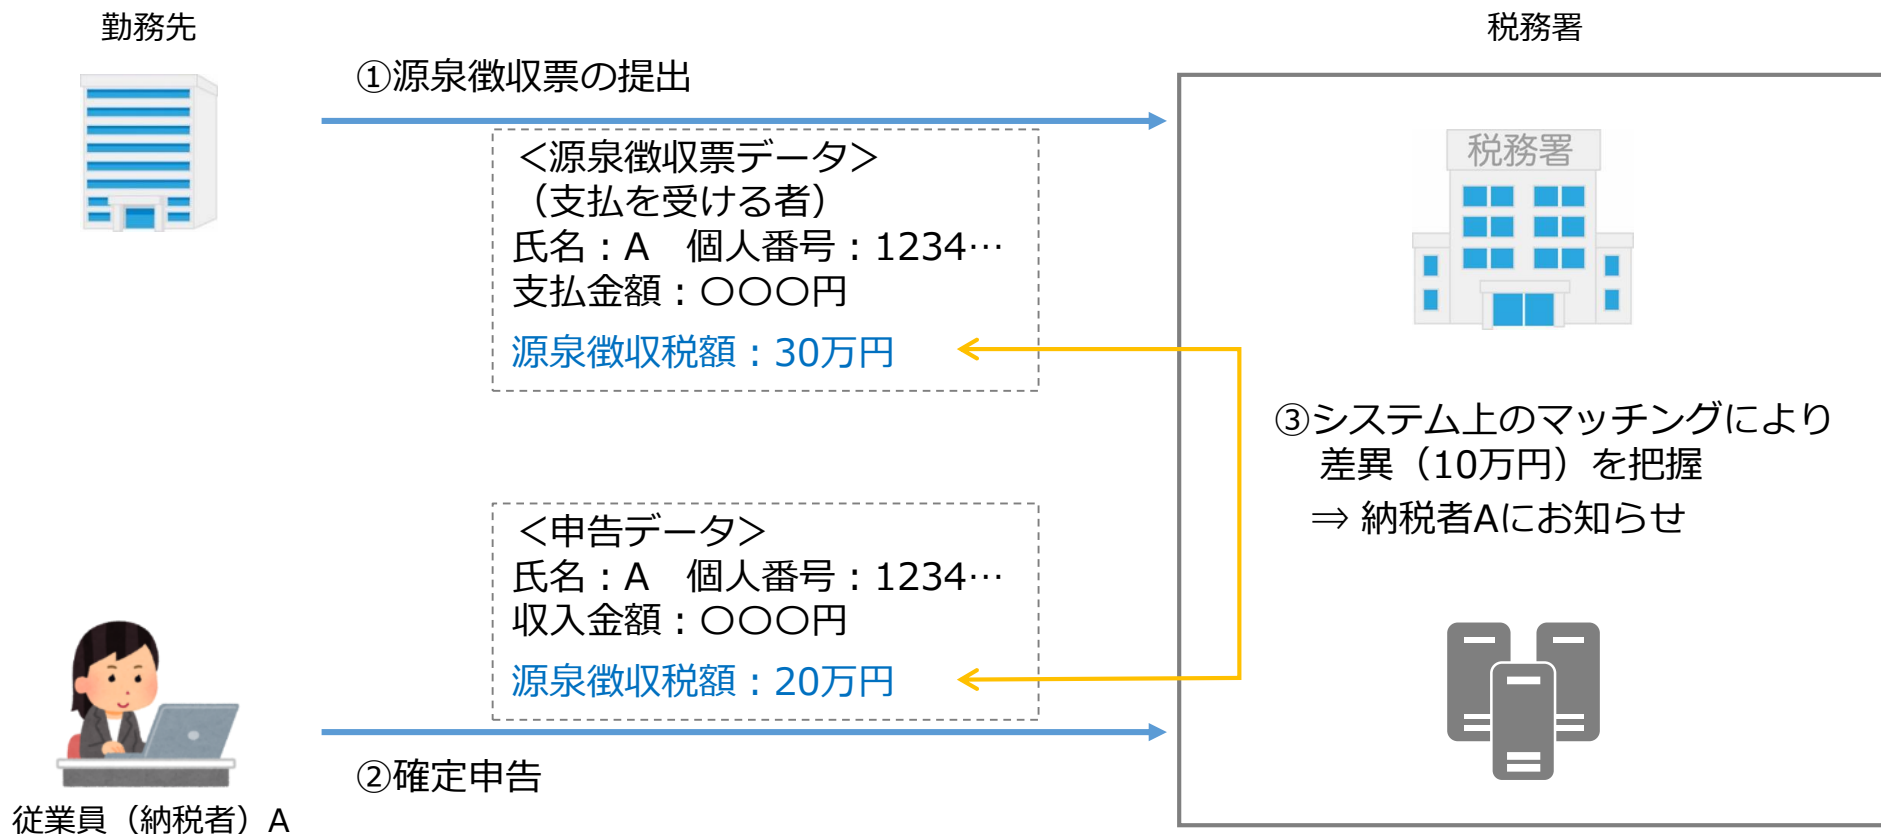 勤務先
税務署
①源泉徴収票の提出
＜源泉徴収票データ＞
（支払を受ける者）
氏名：A　個人番号：1234…
支払金額：〇〇〇円
源泉徴収税額：30万円
税務署
③システム上のマッチングにより
差異（10万円）を把握
⇒ 納税者Aにお知らせ
＜申告データ＞
氏名：A　個人番号：1234…
収入金額：〇〇〇円
源泉徴収税額：20万円
②確定申告
従業員（納税者）A